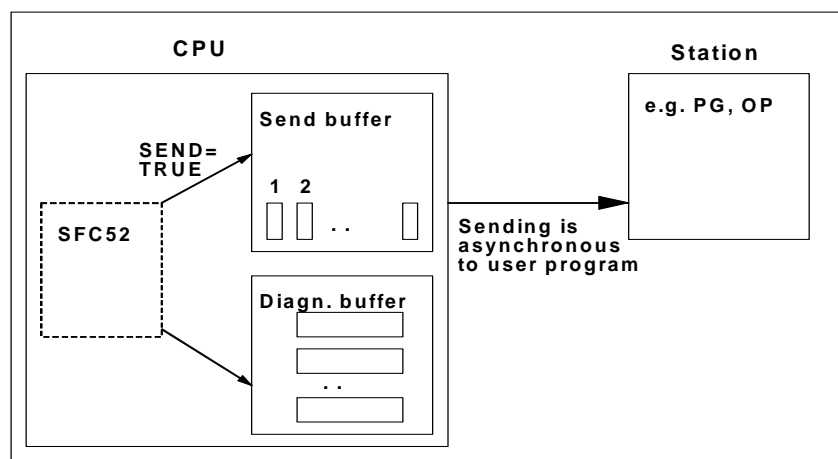 CPU
Station
Send buffer
e.g. PG, OP
SEND=
TRUE
1 2
. .
SFC52
Sending is
asynchronous
to user program
Diagn. buffer
. .